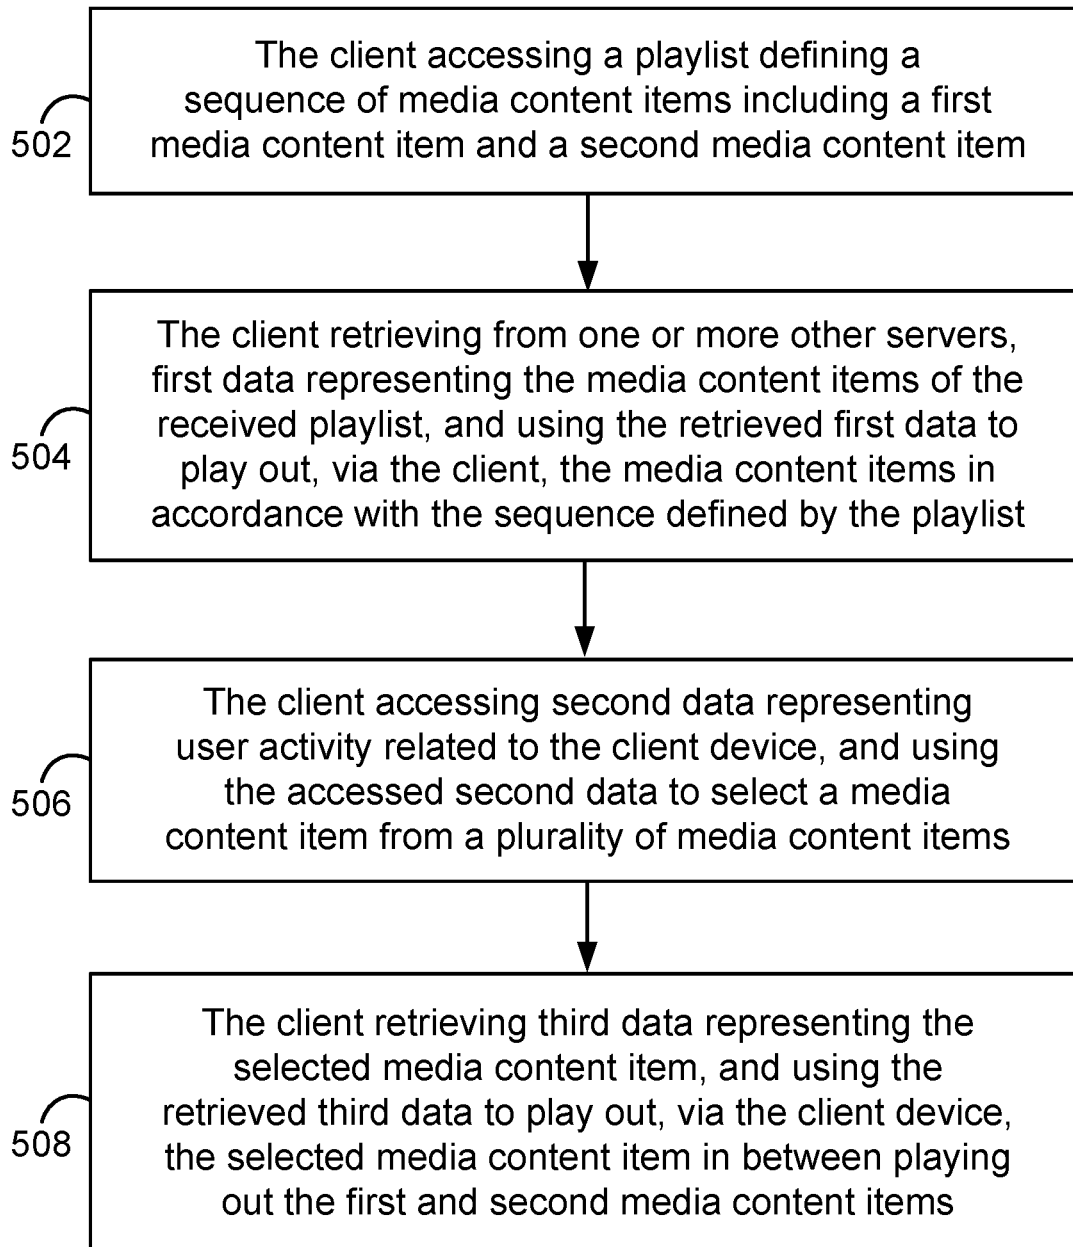 The client accessing a playlist defining a
sequence of media content items including a first
media content item and a second media content item
502
The client retrieving from one or more other servers,
first data representing the media content items of the
received playlist, and using the retrieved first data to
play out, via the client, the media content items in
accordance with the sequence defined by the playlist
504
The client accessing second data representing
user activity related to the client device, and using
the accessed second data to select a media
content item from a plurality of media content items
506
The client retrieving third data representing the
selected media content item, and using the
retrieved third data to play out, via the client device,
the selected media content item in between playing
out the first and second media content items
508